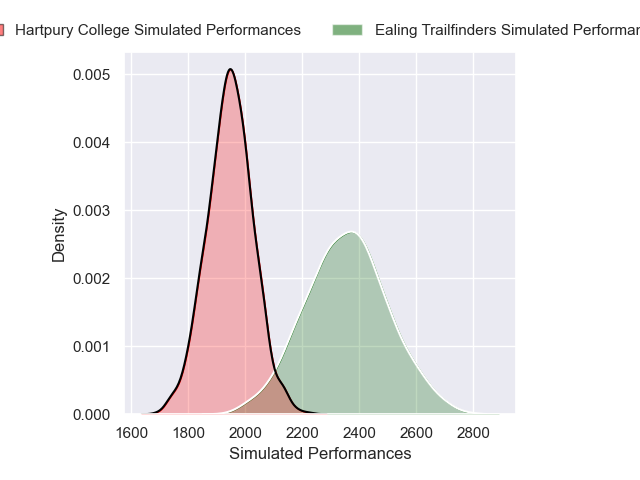 Hartpury College Simulated Performances
Ealing Trailfinders Simulated
0.005
0.004
0.003
0.002
0.001
0.000
Density
1600 1800 2000 2200 2400 2600 2800
Simulated Performances